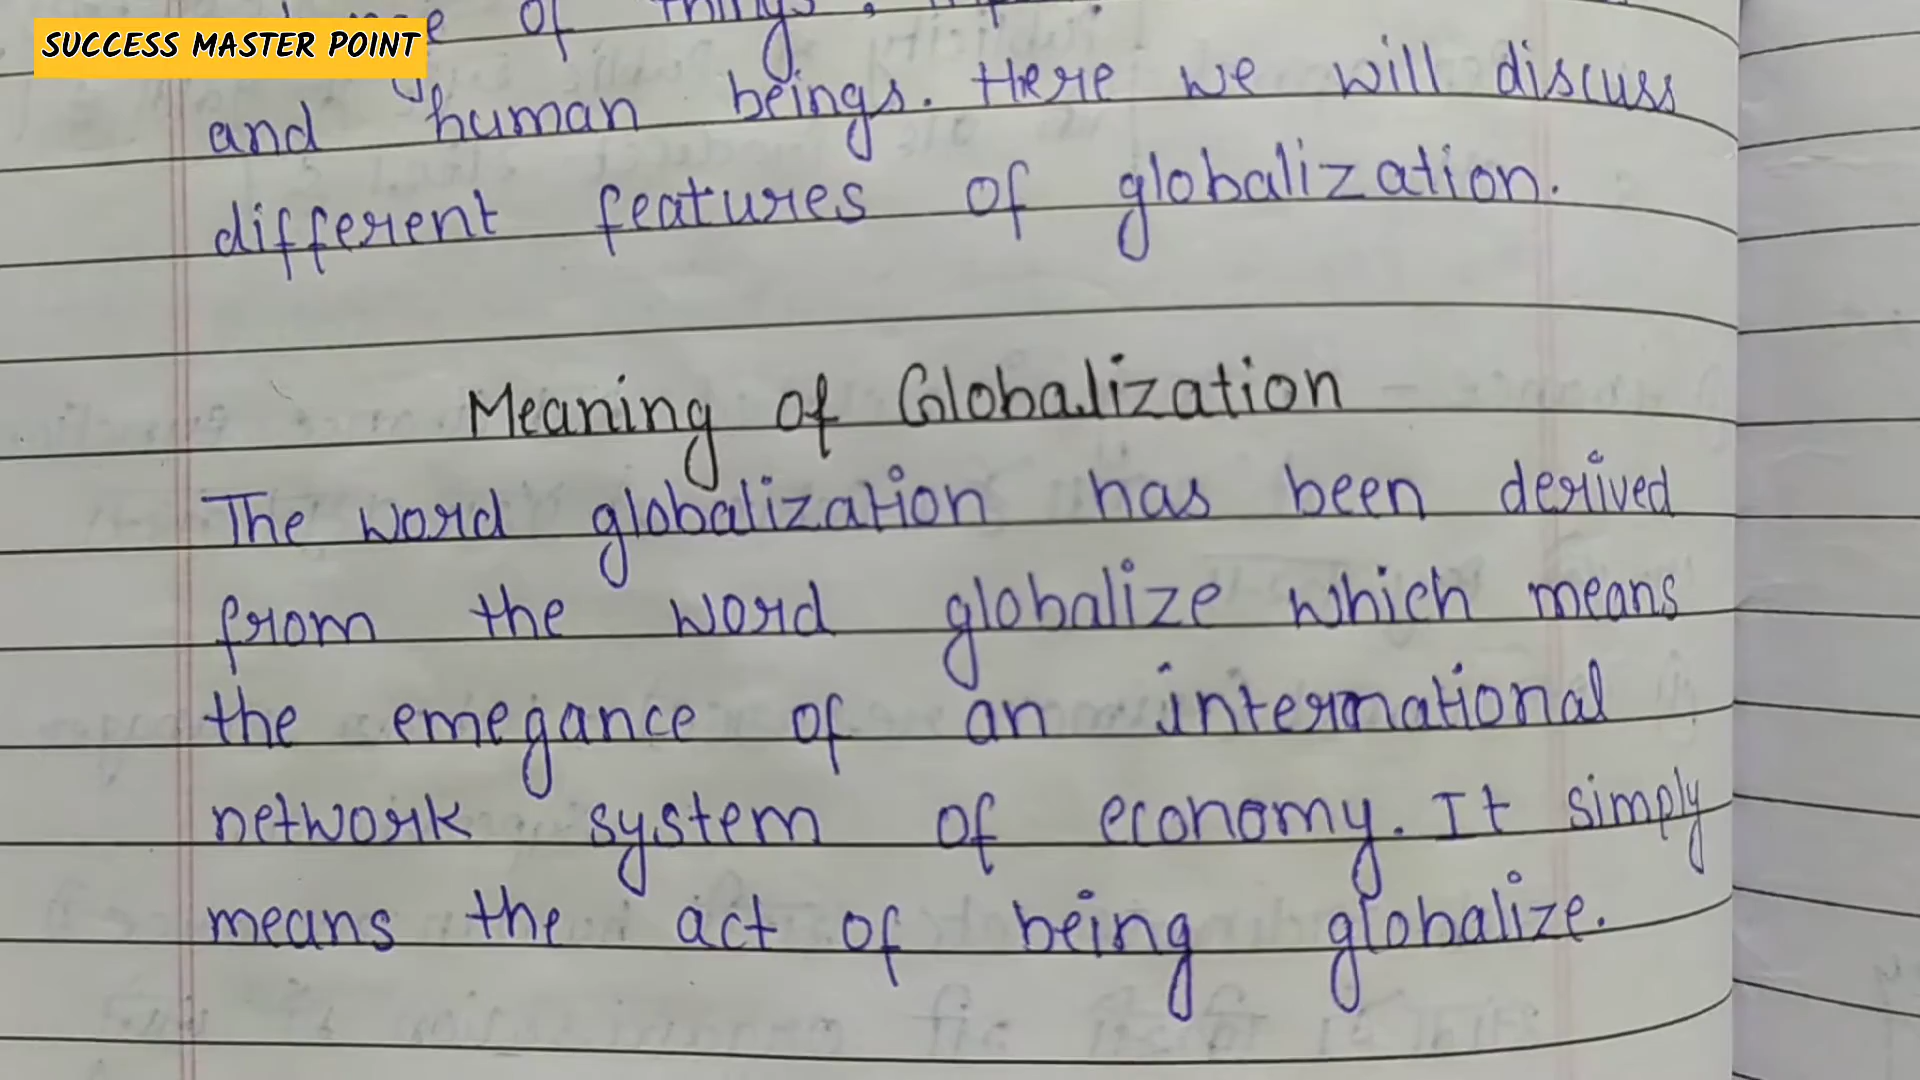 SUCCESS MASTER POINT
of things,
and human beings. Here we will discuss
different features of globalization.
Meaning of Globalization
The word globalization has been derived
from the word globalize which means
the emegance of an international
network system of economy. It simply
means the act of being globalize.